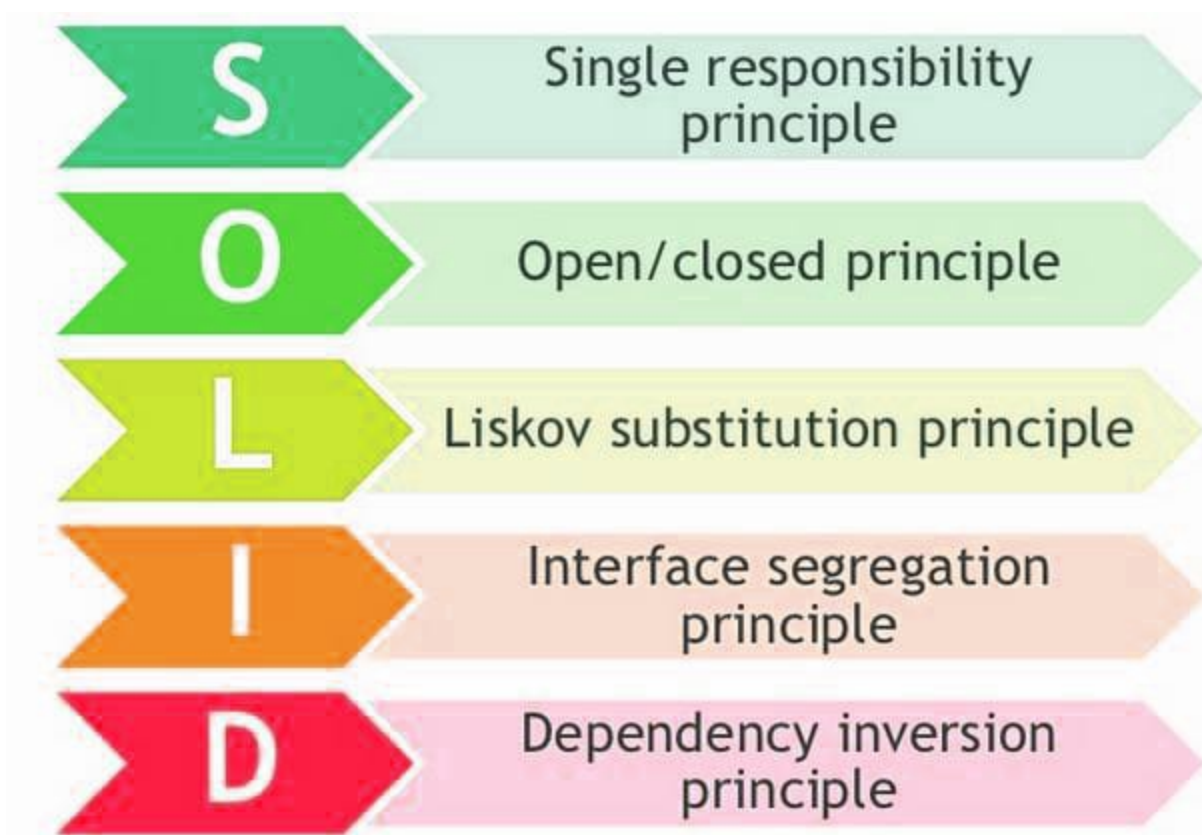 S
Single responsibility
principle
O
Open/closed principle
L
Liskov substitution principle
I
Interface segregation
principle
D
Dependency inversion
principle